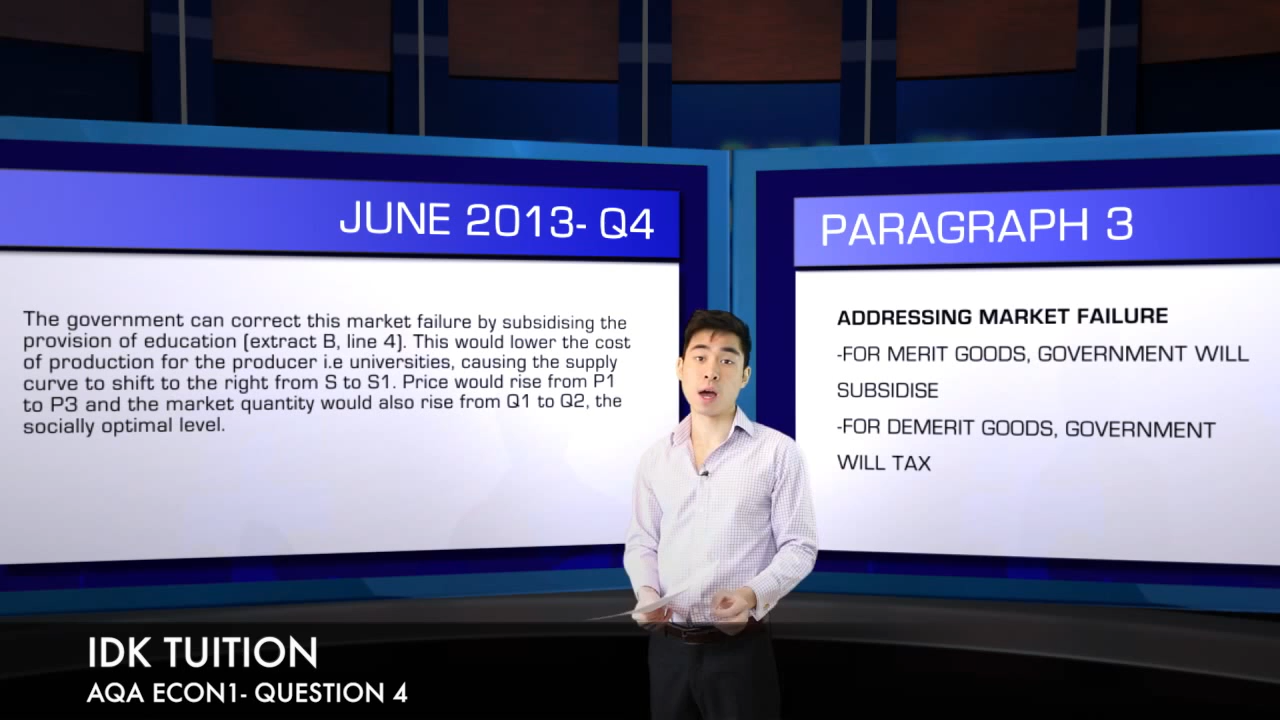 JUNE 2013- Q4
The government can correct this market failure by subsidising the
provision of education (extract B, line 4). This would lower the cost
of production for the producer i.e universities, causing the supply
curve to shift to the right from S to S1. Price would rise from P1
to P3 and the market quantity would also rise from Q1 to Q2, the
socially optimal level.
PARAGRAPH 3
ADDRESSING MARKET FAILURE
-FOR MERIT GOODS, GOVERNMENT WILL
SUBSIDISE
-FOR DEMERIT GOODS, GOVERNMENT
WILL TAX
IDK TUITION
AQA ECON1- QUESTION 4